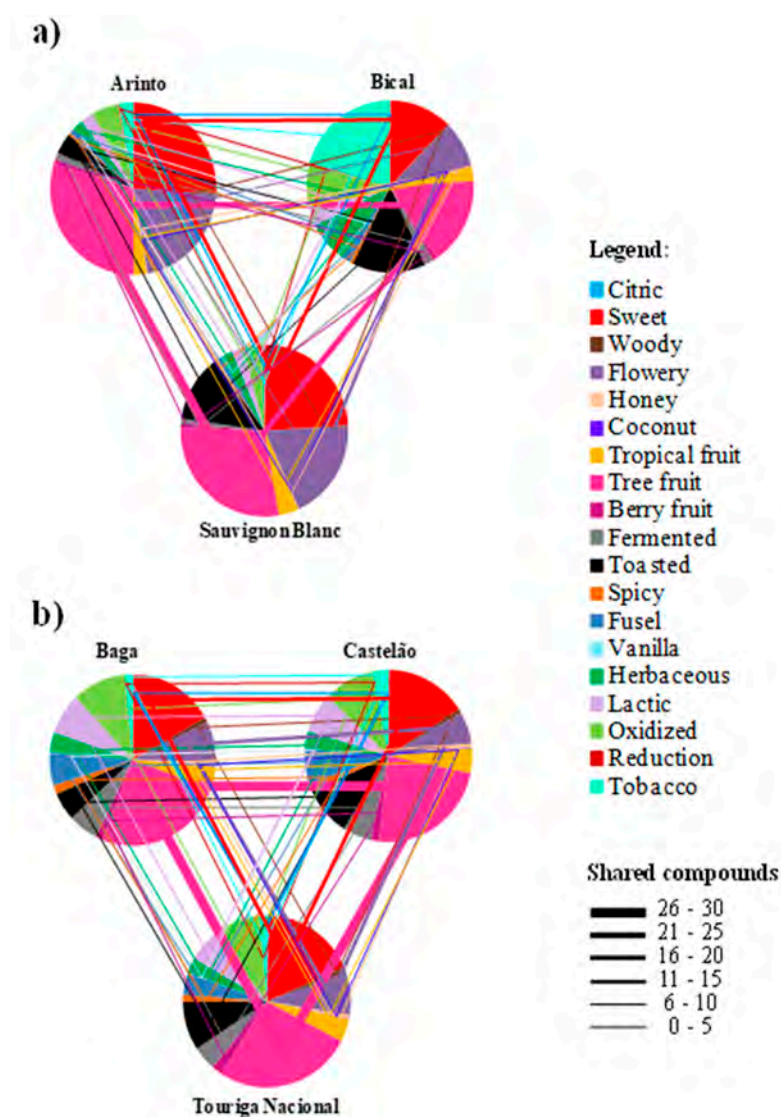 a)
Arinto
Bical
Sauvignon Blanc
Legend:
Citric
Sweet
Woody
Flowery
Honey
Coconut
Tropical fruit
Tree fruit
Berry fruit
Fermented
Toasted
Spicy
Fusel
Vanilla
Herbaceous
Lactic
Oxidized
Reduction
Tobacco
b)
Baga
Castelão
Touriga Nacional
Shared compounds
26 - 30
21 - 25
16 - 20
11 - 15
6 - 10
0 - 5